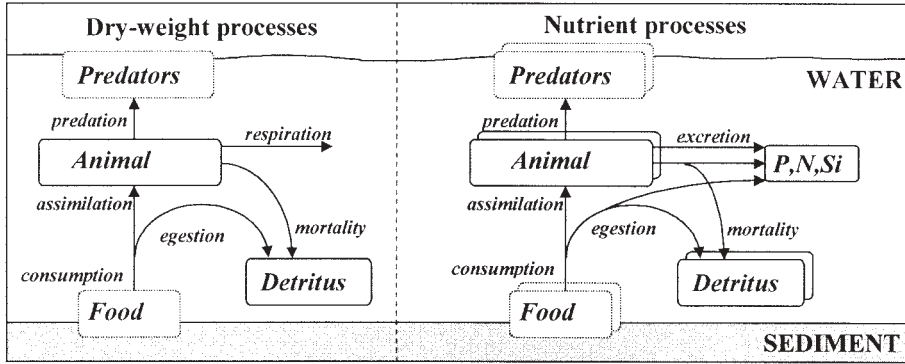 Dry-weight processes
Predators
predation
respiration
Animal
assimilation
egestion
mortality
consumption
Detritus
Food
Nutrient processes
Predators
WATER
predation
excretion
Animal
P,N,Si
assimilation
egestion
mortality
consumption
Detritus
Food
SEDIMENT